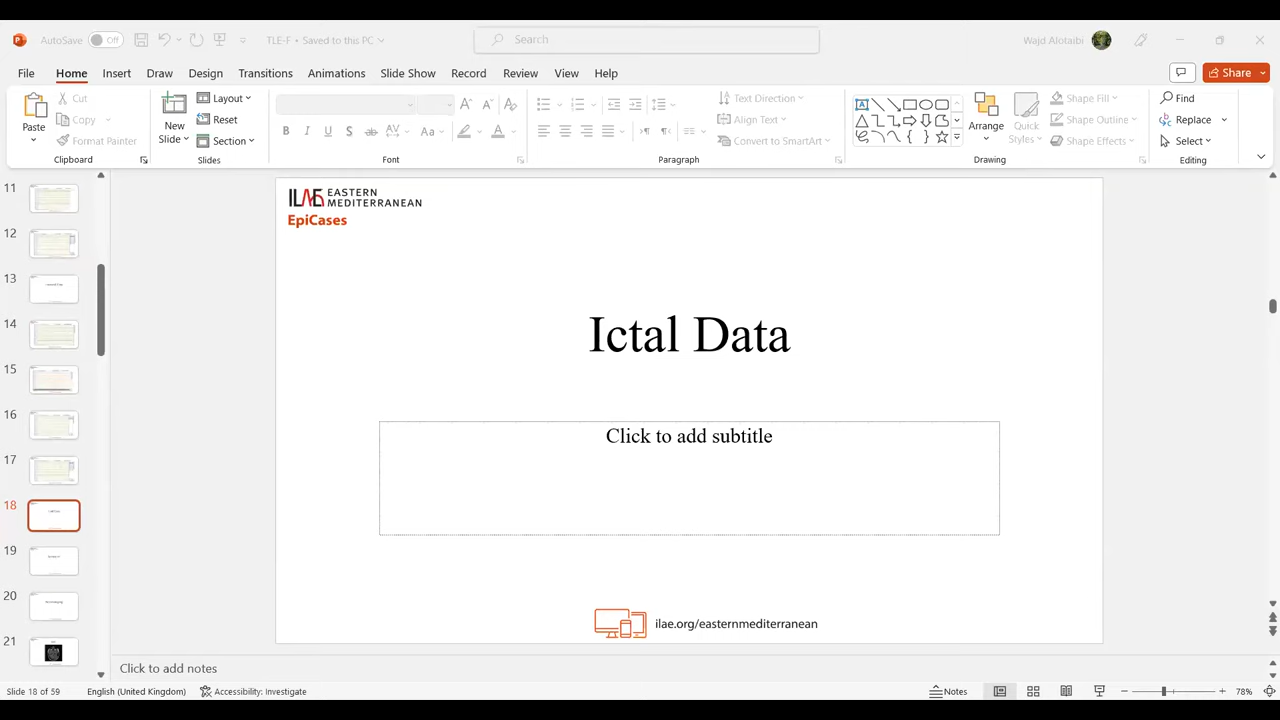 AutoSave Off TLE-F • Saved to this PC Search Wajd Alotaibi
File Home Insert Draw Design Transitions Animations Slide Show Record Review View Help Share
Paste Cut Copy Format Painter
Clipboard
New Slide Layout Reset Section
Slides
B I U S ab AV Aa A
Font
Text Direction Align Text Convert to SmartArt
Paragraph
Arrange Quick Styles Shape Fill Shape Outline Shape Effects
Drawing
Find Replace Select
Editing
11
12
13
14
15
16
17
18
19
20
21
ILAE EASTERN MEDITERRANEAN
EpiCases
Ictal Data
Click to add subtitle
ilae.org/easternmediterranean
Click to add notes
Slide 18 of 59 English (United Kingdom) Accessibility: Investigate Notes 78%